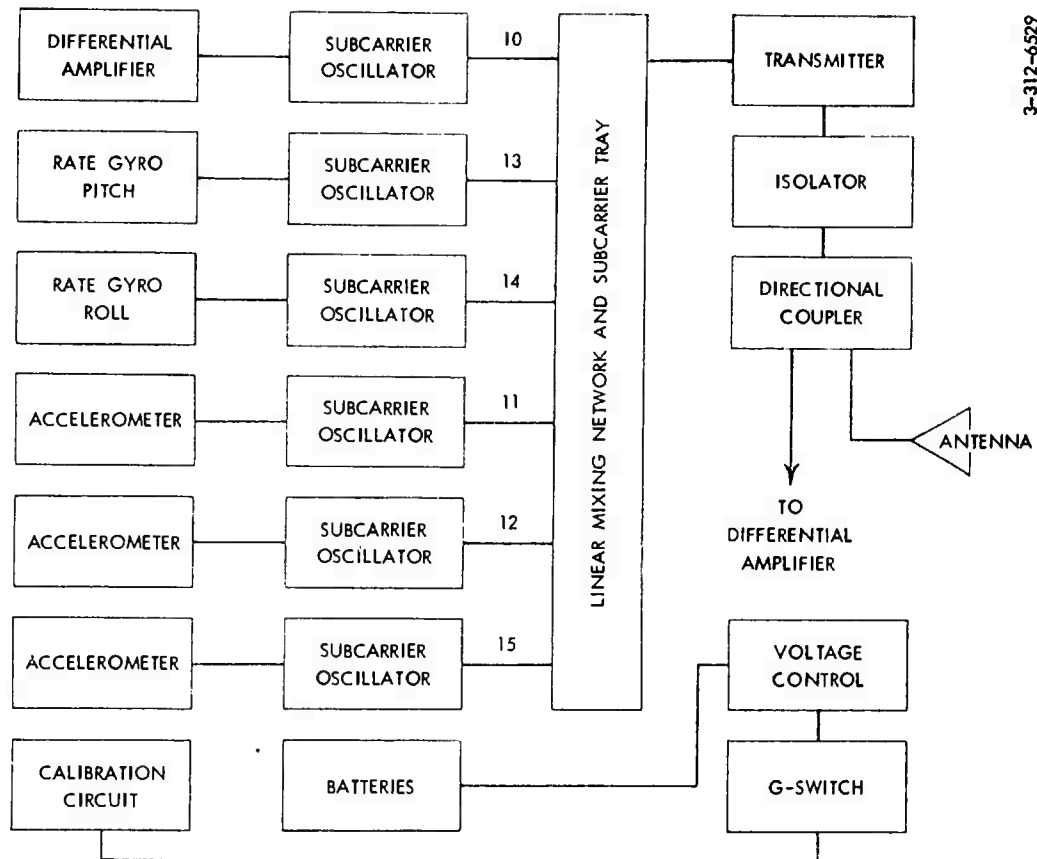 3-312-6529
DIFFERENTIAL
AMPLIFIER
SUBCARRIER
OSCILLATOR
10
TRANSMITTER
RATE GYRO
PITCH
SUBCARRIER
OSCILLATOR
13
ISOLATOR
RATE GYRO
ROLL
SUBCARRIER
OSCILLATOR
14
DIRECTIONAL
COUPLER
ACCELEROMETER
SUBCARRIER
OSCILLATOR
11
ANTENNA
ACCELEROMETER
SUBCARRIER
OSCILLATOR
12
TO
DIFFERENTIAL
AMPLIFIER
ACCELEROMETER
SUBCARRIER
OSCILLATOR
15
LINEAR MIXING NETWORK AND SUBCARRIER TRAY
VOLTAGE
CONTROL
CALIBRATION
CIRCUIT
BATTERIES
G-SWITCH